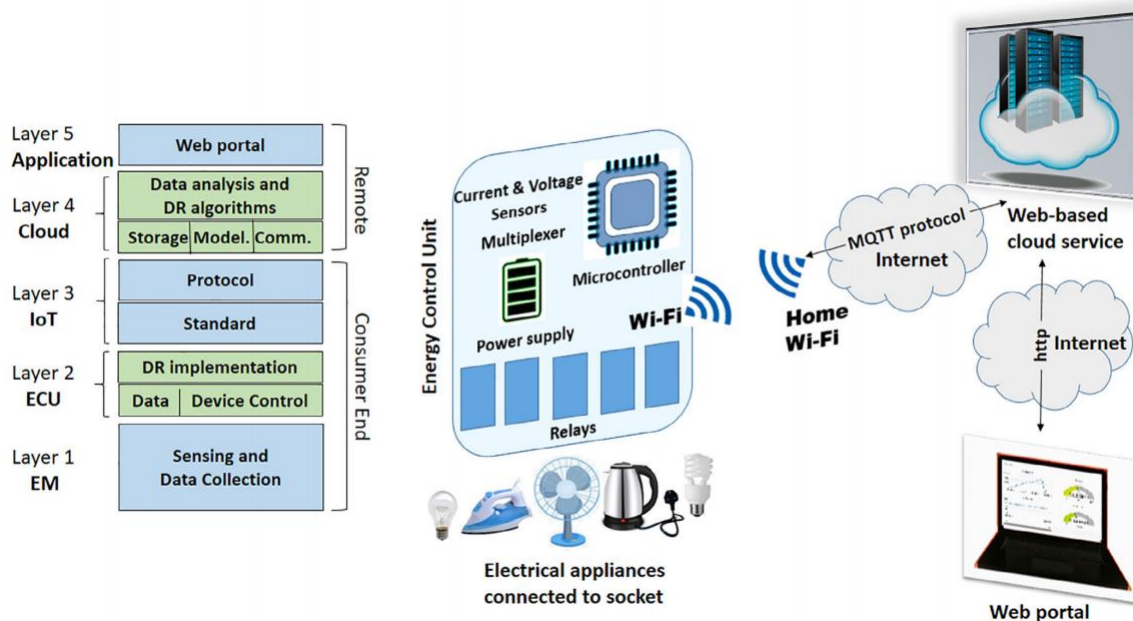 Layer 5
Application
Web portal
Layer 4
Cloud
Data analysis and
DR algorithms
Storage Model. Comm.
Remote
Layer 3
IoT
Protocol
Standard
Layer 2
ECU
DR implementation
Data Device Control
Layer 1
EM
Sensing and
Data Collection
Consumer End
Energy Control Unit
Current & Voltage
Sensors
Multiplexer
Microcontroller
Power supply
Wi-Fi
Relays
Electrical appliances
connected to socket
Home
Wi-Fi
MQTT protocol
Internet
Web-based
cloud service
http
Internet
Web portal